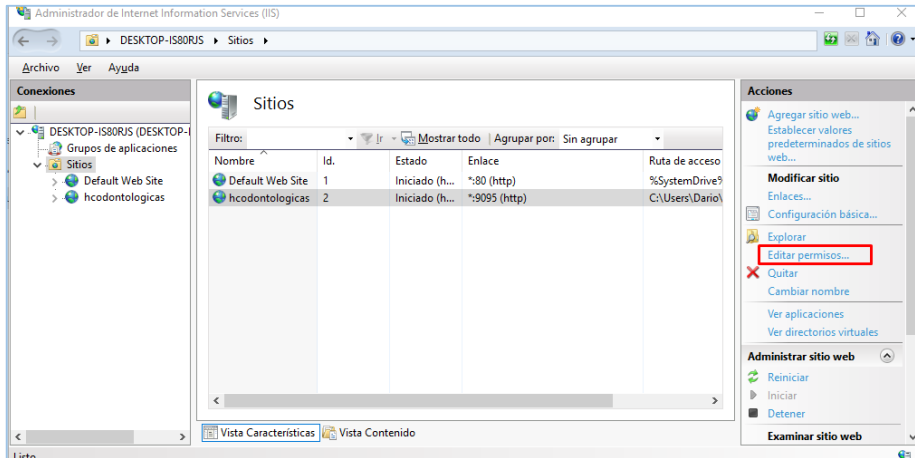 Administrador de Internet Information Services (IIS)
DESKTOP-IS80RJS Sitios
Archivo Ver Ayuda
Conexiones
DESKTOP-IS80RJS (DESKTOP-I
Grupos de aplicaciones
Sitios
Default Web Site
hcodontologicas
Sitios
Filtro: Ir Mostrar todo Agrupar por: Sin agrupar
Nombre Id. Estado Enlace Ruta de acceso
Default Web Site 1 Iniciado (h... *:80 (http) %SystemDrive%
hcodontologicas 2 Iniciado (h... *:9095 (http) C:\Users\Dario\
Vista Características Vista Contenido
Acciones
Agregar sitio web...
Establecer valores
predeterminados de sitios
web...
Modificar sitio
Enlaces...
Configuración básica...
Explorar
Editar permisos...
Quitar
Cambiar nombre
Ver aplicaciones
Ver directorios virtuales
Administrar sitio web
Reiniciar
Iniciar
Detener
Examinar sitio web
Listo